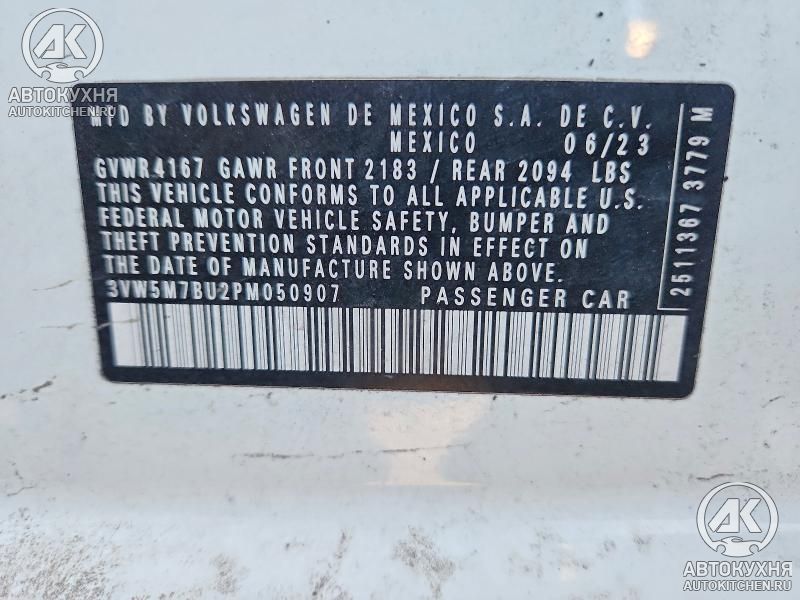 AK
АВТОКУХНЯ
AUTOKITCHEN.RU
MFD BY VOLKSWAGEN DE MEXICO S.A. DE C.V.
MEXICO 06/23
GVWR4167 GAWR FRONT 2183 / REAR 2094 LBS
THIS VEHICLE CONFORMS TO ALL APPLICABLE U.S.
FEDERAL MOTOR VEHICLE SAFETY, BUMPER AND
THEFT PREVENTION STANDARDS IN EFFECT ON
THE DATE OF MANUFACTURE SHOWN ABOVE.
3VW5M7BU2PM050907 PASSENGER CAR
2511367 3779 M
AK
АВТОКУХНЯ
AUTOKITCHEN.RU